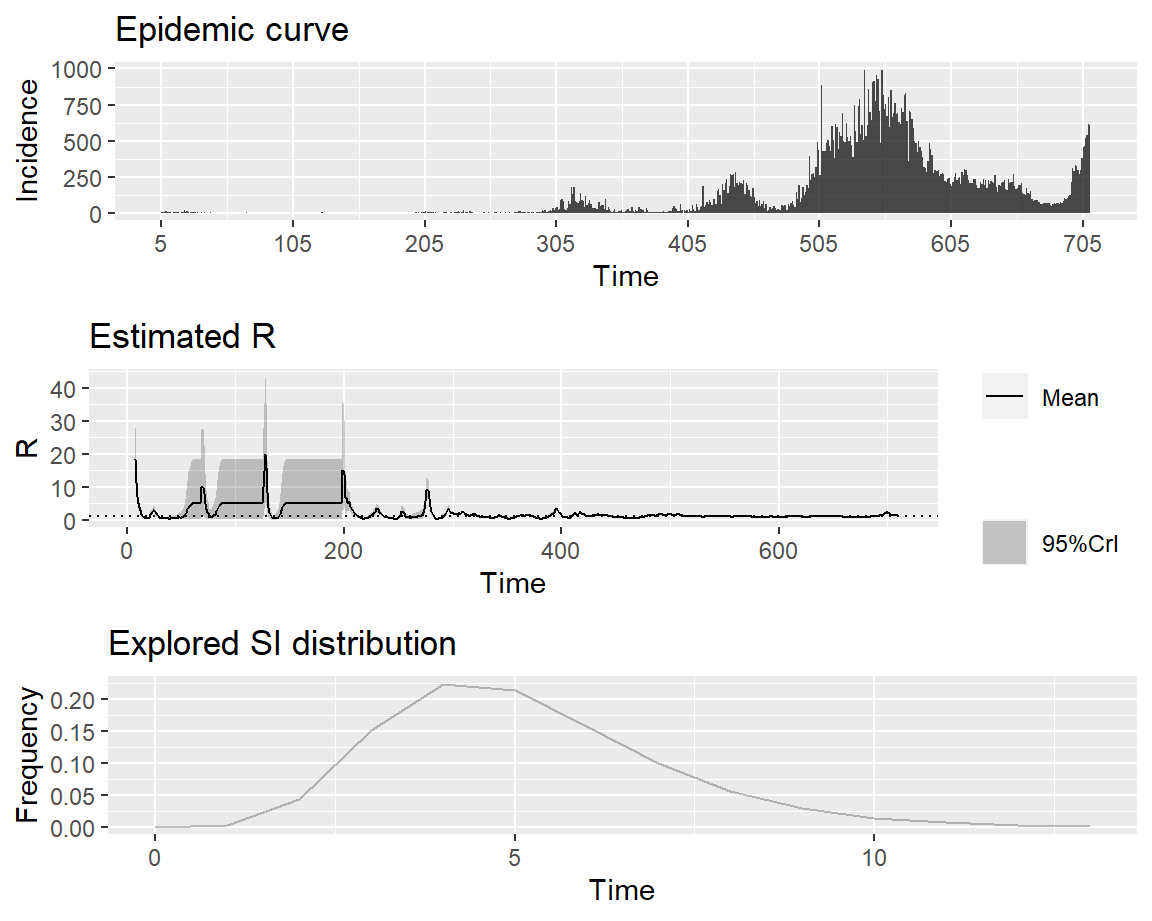 Epidemic curve
1000
750
500
250
0
Incidence
5 105 205 305 405 505 605 705
Time
Estimated R
40
30
20
10
0
R
0 200 400 600
Time
Mean
95%CrI
Explored SI distribution
0.20
0.15
0.10
0.05
0.00
Frequency
0 5 10
Time